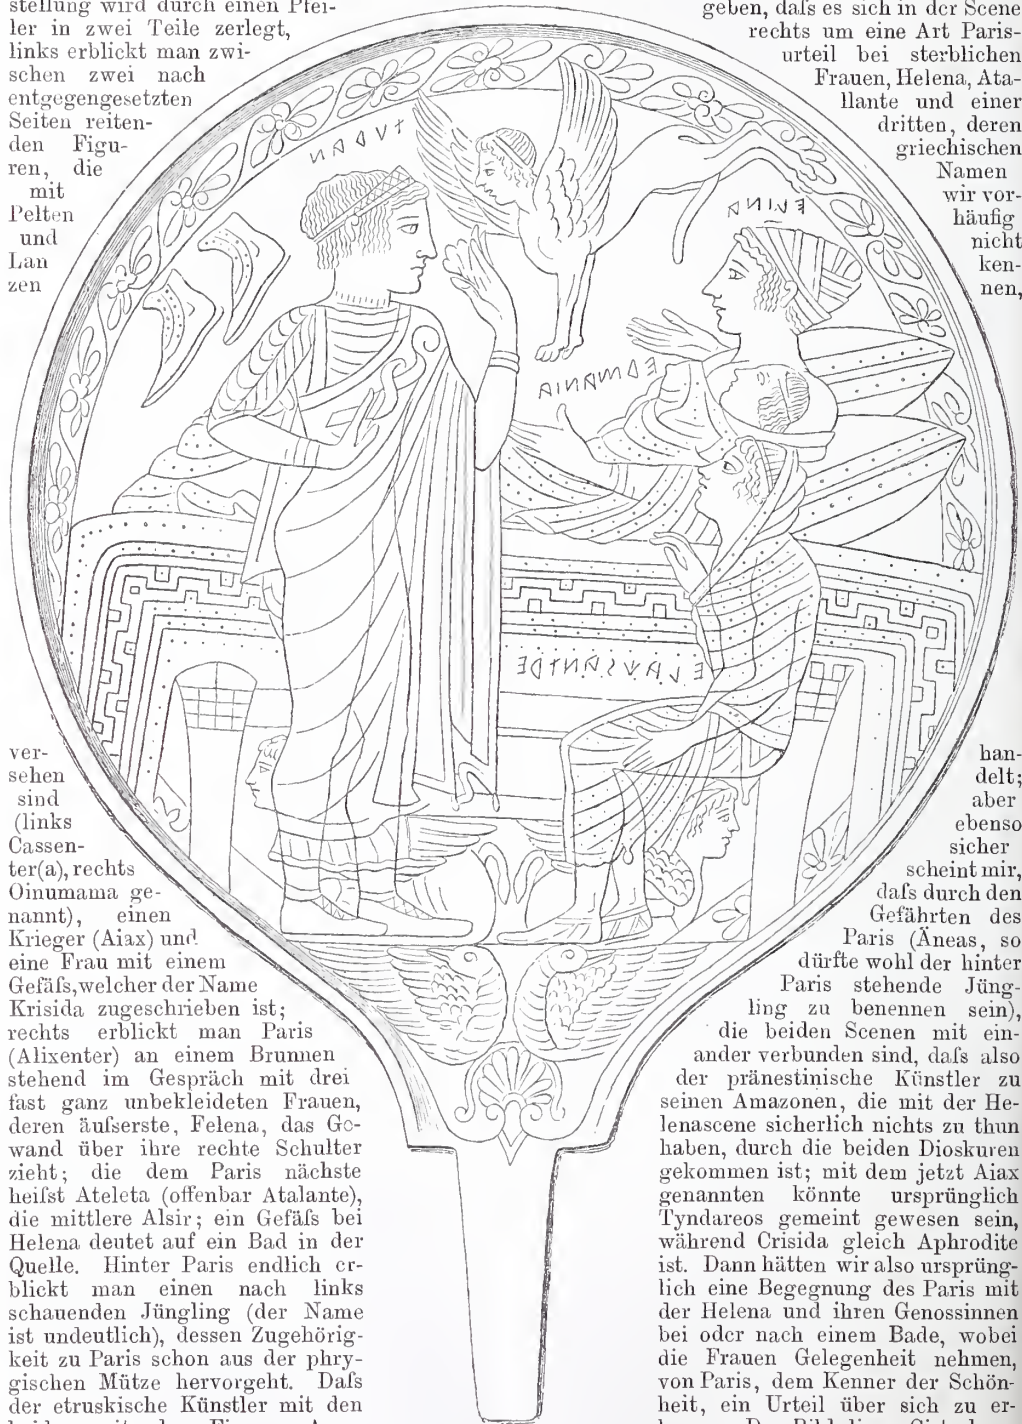 stellung wird durch einen Pfei-
ler in zwei Teile zerlegt,
links erblickt man zwi-
schen zwei nach
entgegengesetzten
Seiten reiten-
den Figu-
ren, die
mit
Pelten
und
Lan
zen
ver-
sehen
sind
(links
Cassen-
ter(a), rechts
Oinumama ge-
nannt), einen
Krieger (Aiax) und
eine Frau mit einem
Gefäſs, welcher der Name
Krisida zugeschrieben ist;
rechts erblickt man Paris
(Alixenter) an einem Brunnen
stehend im Gespräch mit drei
fast ganz unbekleideten Frauen,
deren äuſserste, Felena, das Ge-
wand über ihre rechte Schulter
zieht; die dem Paris nächste
heiſst Ateleta (offenbar Atalante),
die mittlere Alsir; ein Gefäſs bei
Helena deutet auf ein Bad in der
Quelle. Hinter Paris endlich er-
blickt man einen nach links
schauenden Jüngling (der Name
ist undeutlich), dessen Zugehörig-
keit zu Paris schon aus der phry-
gischen Mütze hervorgeht. Daſs
der etruskische Künstler mit den
𐌕𐌖𐌓𐌀𐌍
𐌄𐌋𐌉𐌍𐌀
𐌄𐌓𐌌𐌀𐌍𐌉𐌀
𐌄𐌋𐌀𐌙𐌔𐌀𐌍𐌕𐌓𐌄
geben, daſs es sich in der Scene
rechts um eine Art Paris-
urteil bei sterblichen
Frauen, Helena, Ata-
llante und einer
dritten, deren
griechischen
Namen
wir vor-
häufig
nicht
ken-
nen,
han-
delt;
aber
ebenso
sicher
scheint mir,
daſs durch den
Gefährten des
Paris (Äneas, so
dürfte wohl der hinter
Paris stehende Jüng-
ling zu benennen sein),
die beiden Scenen mit ein-
ander verbunden sind, daſs also
der pränestinische Künstler zu
seinen Amazonen, die mit der He-
lenascene sicherlich nichts zu thun
haben, durch die beiden Dioskuren
gekommen ist; mit dem jetzt Aiax
genannten könnte ursprünglich
Tyndareos gemeint gewesen sein,
während Crisida gleich Aphrodite
ist. Dann hätten wir also ursprüng-
lich eine Begegnung des Paris mit
der Helena und ihren Genossinnen
bei oder nach einem Bade, wobei
die Frauen Gelegenheit nehmen,
von Paris, dem Kenner der Schön-
heit, ein Urteil über sich zu er-